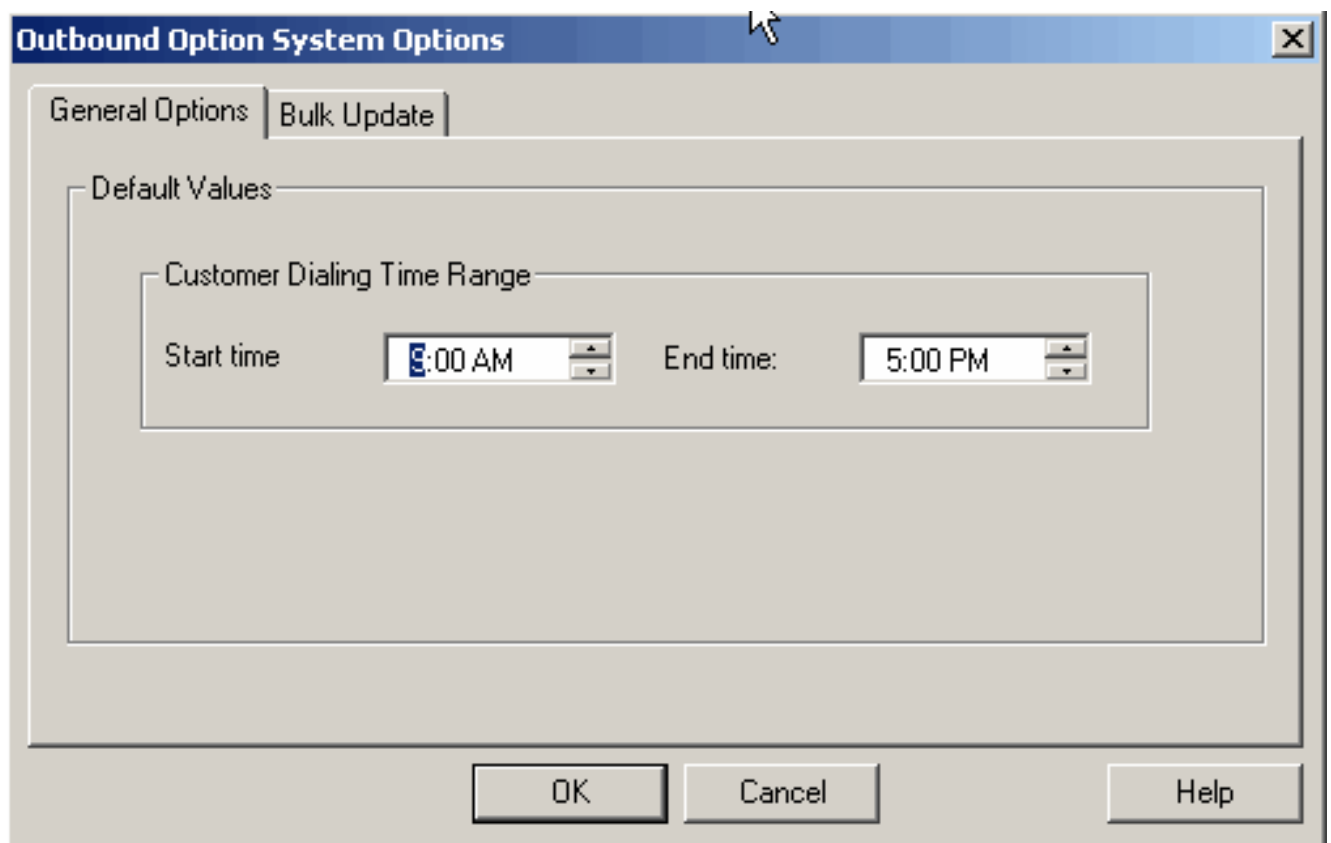 Outbound Option System Options
General Options Bulk Update
Default Values
Customer Dialing Time Range
Start time 9:00 AM End time: 5:00 PM
OK Cancel Help